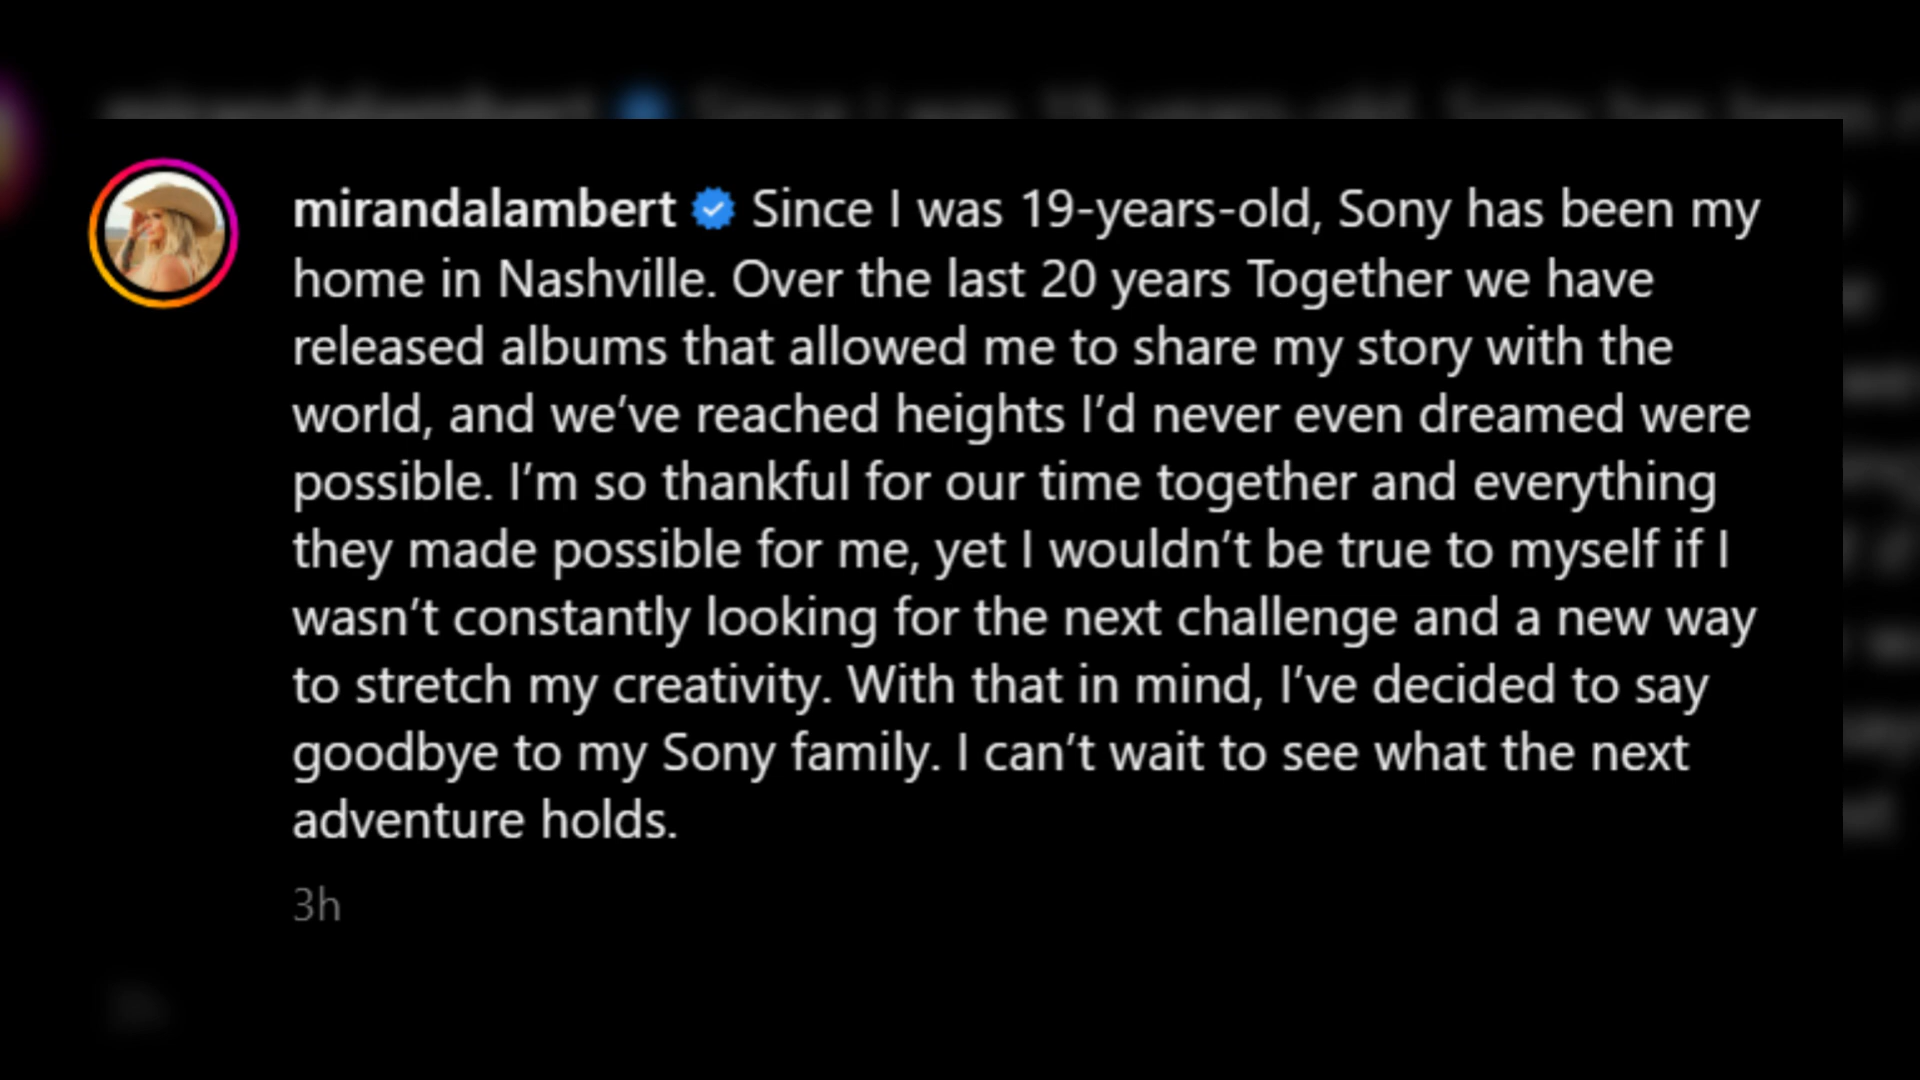 mirandalambert Since I was 19-years-old, Sony has been my
home in Nashville. Over the last 20 years Together we have
released albums that allowed me to share my story with the
world, and we’ve reached heights I’d never even dreamed were
possible. I’m so thankful for our time together and everything
they made possible for me, yet I wouldn’t be true to myself if I
wasn’t constantly looking for the next challenge and a new way
to stretch my creativity. With that in mind, I’ve decided to say
goodbye to my Sony family. I can’t wait to see what the next
adventure holds.
3h